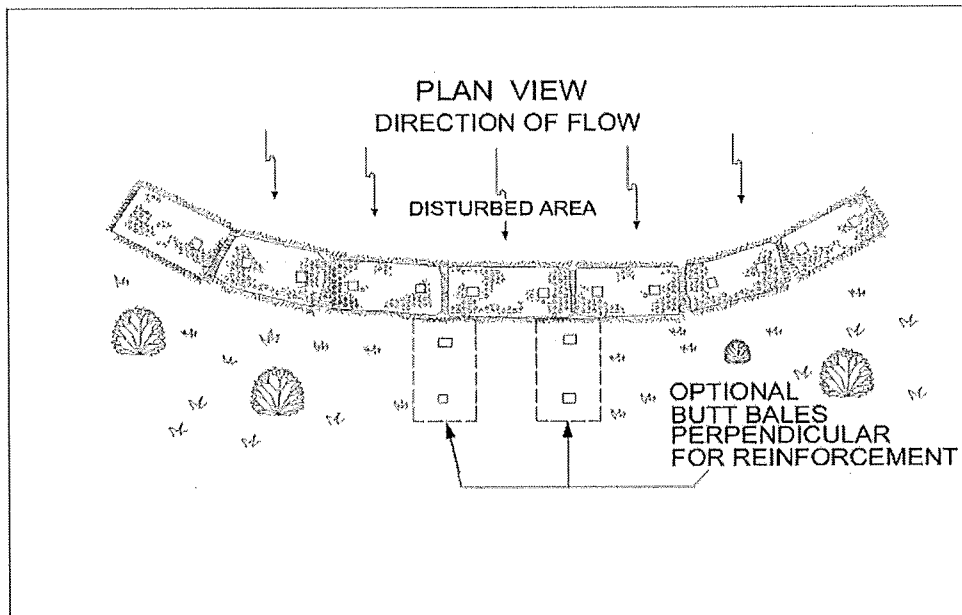 PLAN VIEW
DIRECTION OF FLOW
DISTURBED AREA
OPTIONAL
BUTT BALES
PERPENDICULAR
FOR REINFORCEMENT